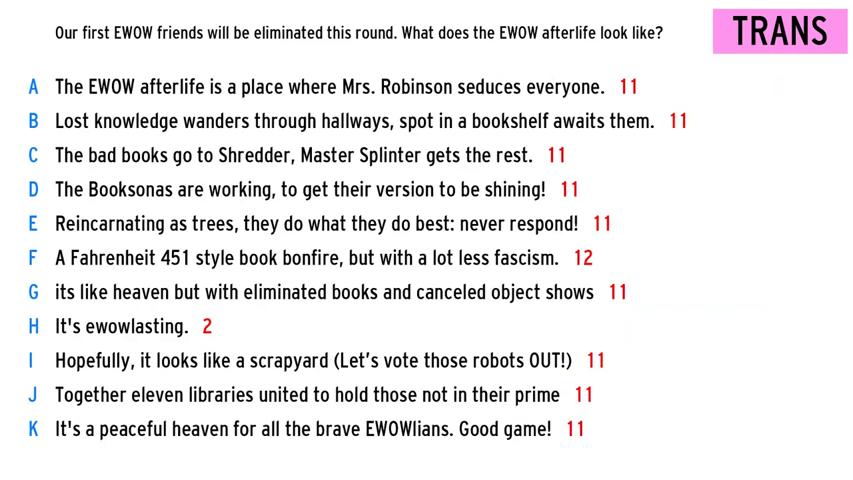 Our first EWOW friends will be eliminated this round. What does the EWOW afterlife look like?
TRANS
A The EWOW afterlife is a place where Mrs. Robinson seduces everyone. 11
B Lost knowledge wanders through hallways, spot in a bookshelf awaits them. 11
C The bad books go to Shredder, Master Splinter gets the rest. 11
D The Booksonas are working, to get their version to be shining! 11
E Reincarnating as trees, they do what they do best: never respond! 11
F A Fahrenheit 451 style book bonfire, but with a lot less fascism. 12
G its like heaven but with eliminated books and canceled object shows 11
H It's ewowlasting. 2
I Hopefully, it looks like a scrapyard (Let’s vote those robots OUT!) 11
J Together eleven libraries united to hold those not in their prime 11
K It's a peaceful heaven for all the brave EWOWlians. Good game! 11